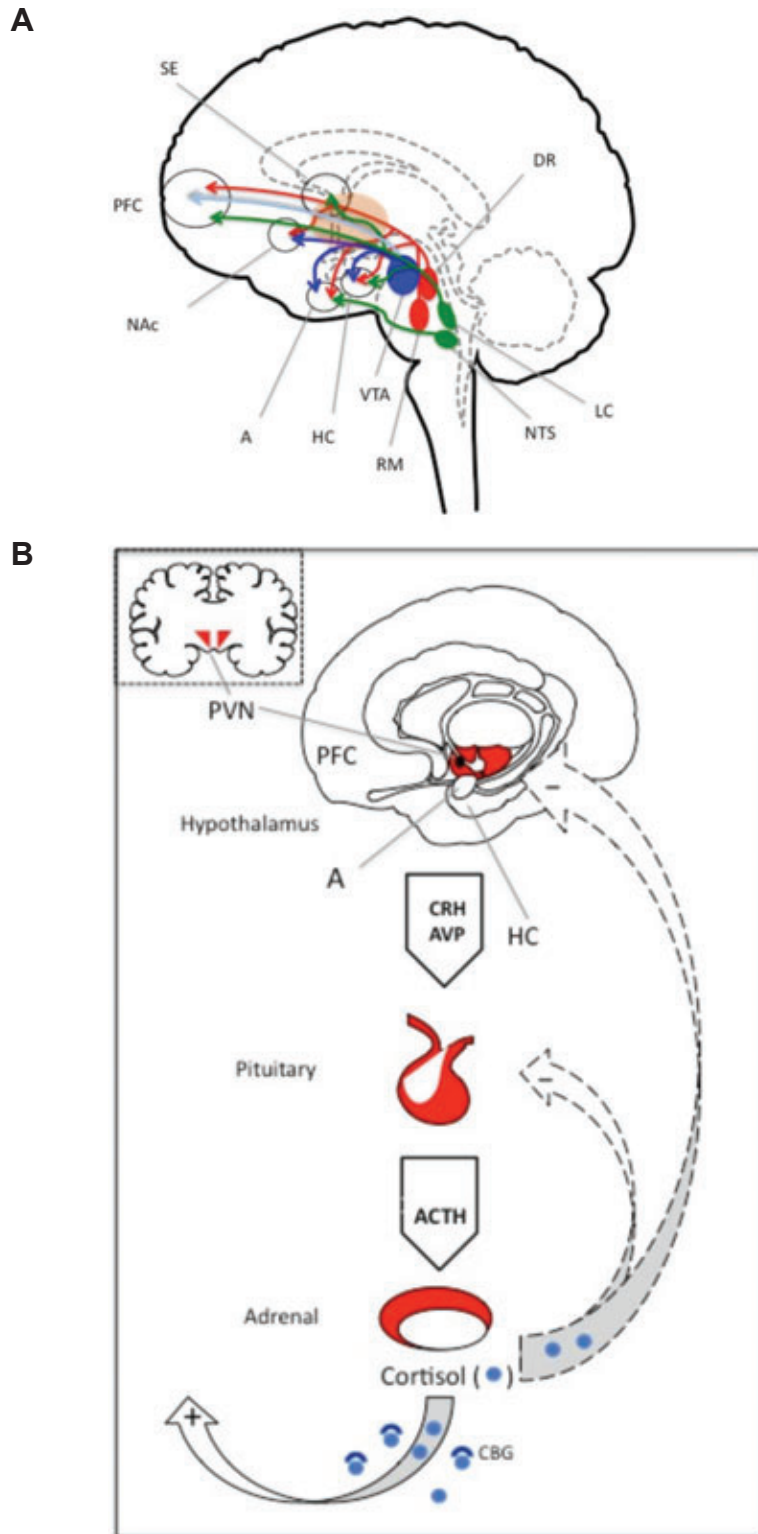 A
SE
DR
PFC
NAc
VTA
LC
A
HC
NTS
RM
B
PVN
PFC
Hypothalamus
A
CRH
AVP
HC
–
Pituitary
–
ACTH
Adrenal
Cortisol ( )
+
CBG